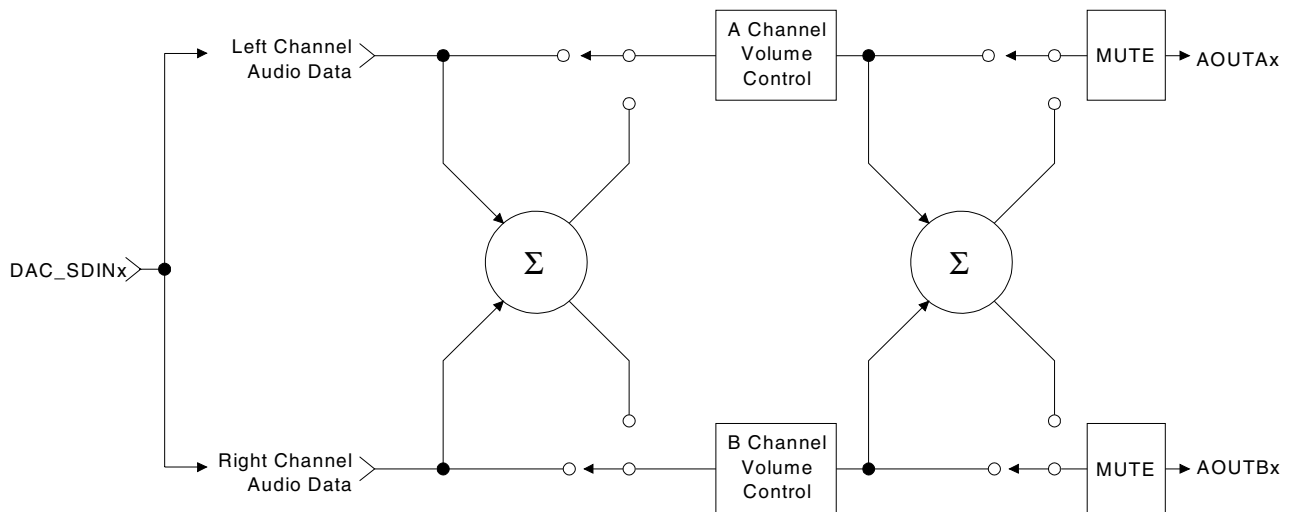 Left Channel
Audio Data
A Channel
Volume
Control
MUTE
AOUTAx
Σ
Σ
DAC_SDINx
Right Channel
Audio Data
B Channel
Volume
Control
MUTE
AOUTBx